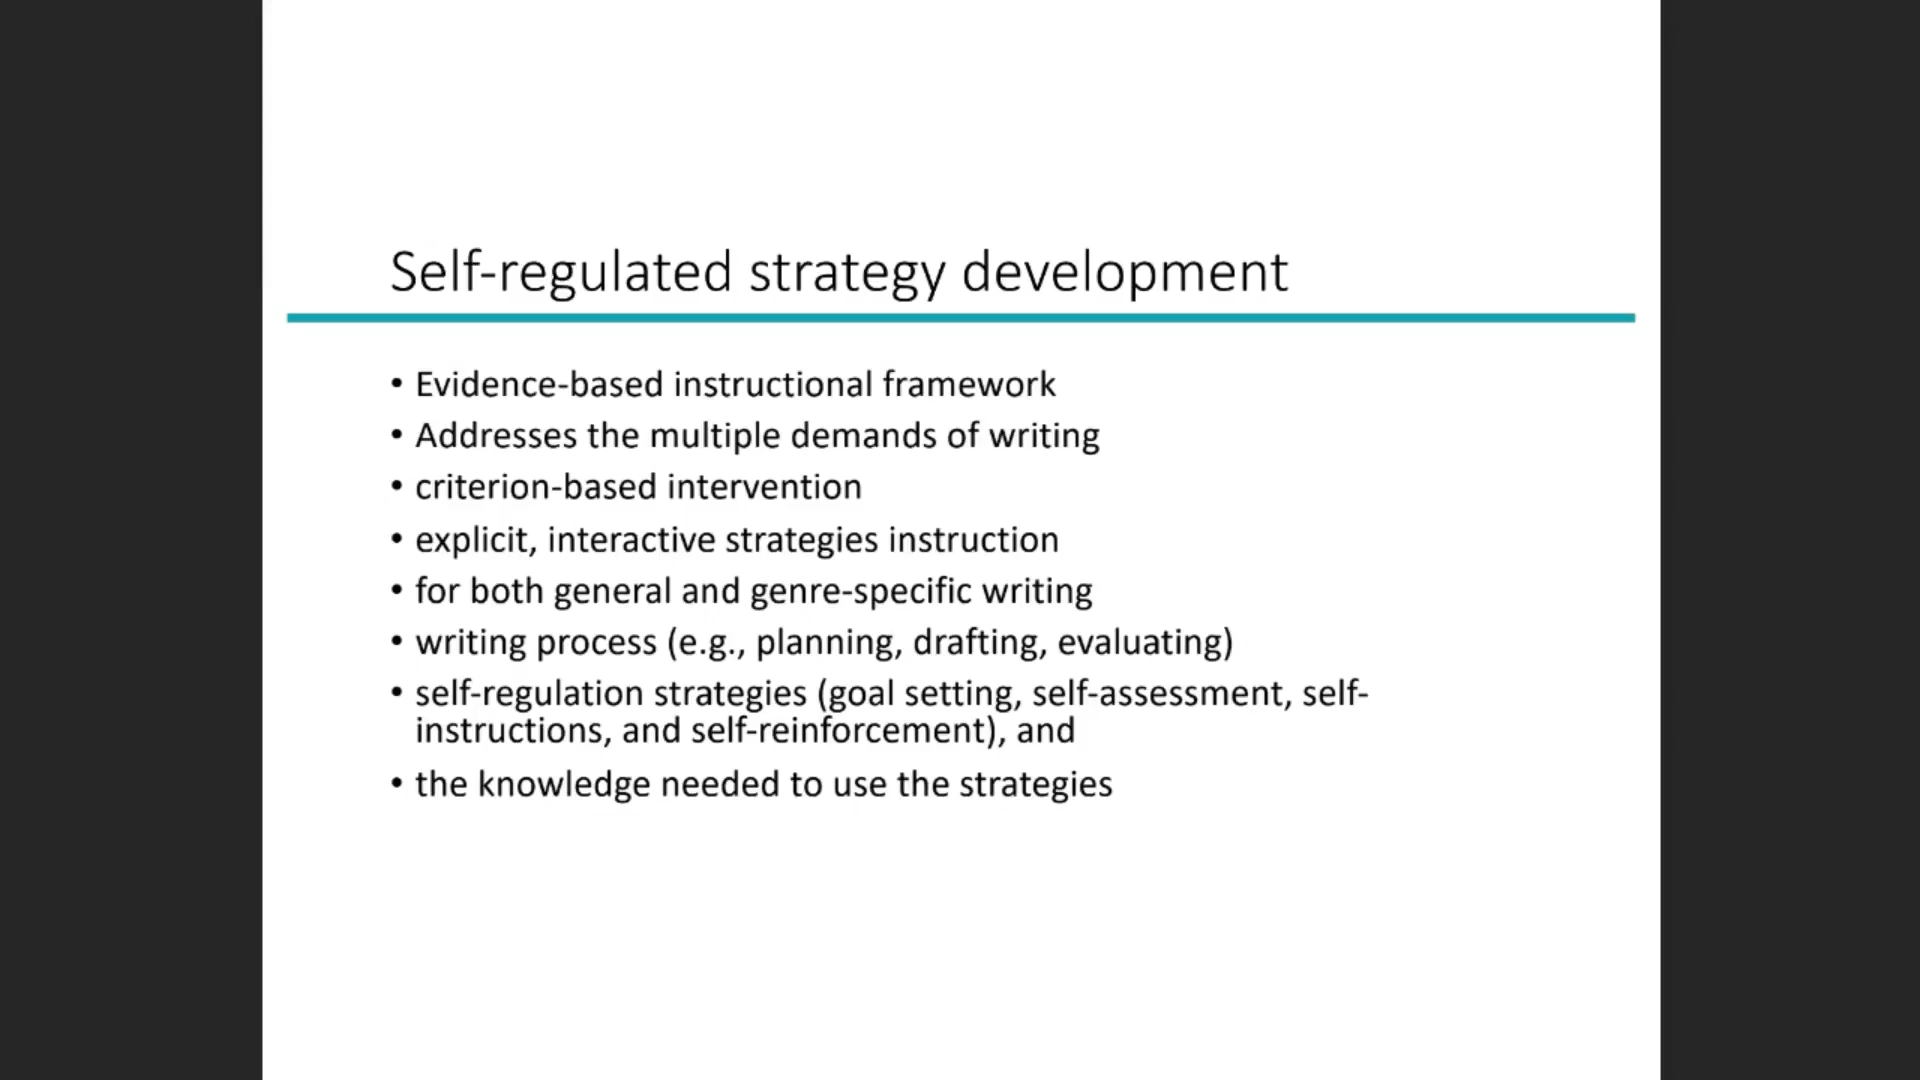 Self-regulated strategy development
• Evidence-based instructional framework
• Addresses the multiple demands of writing
• criterion-based intervention
• explicit, interactive strategies instruction
• for both general and genre-specific writing
• writing process (e.g., planning, drafting, evaluating)
• self-regulation strategies (goal setting, self-assessment, self-
instructions, and self-reinforcement), and
• the knowledge needed to use the strategies